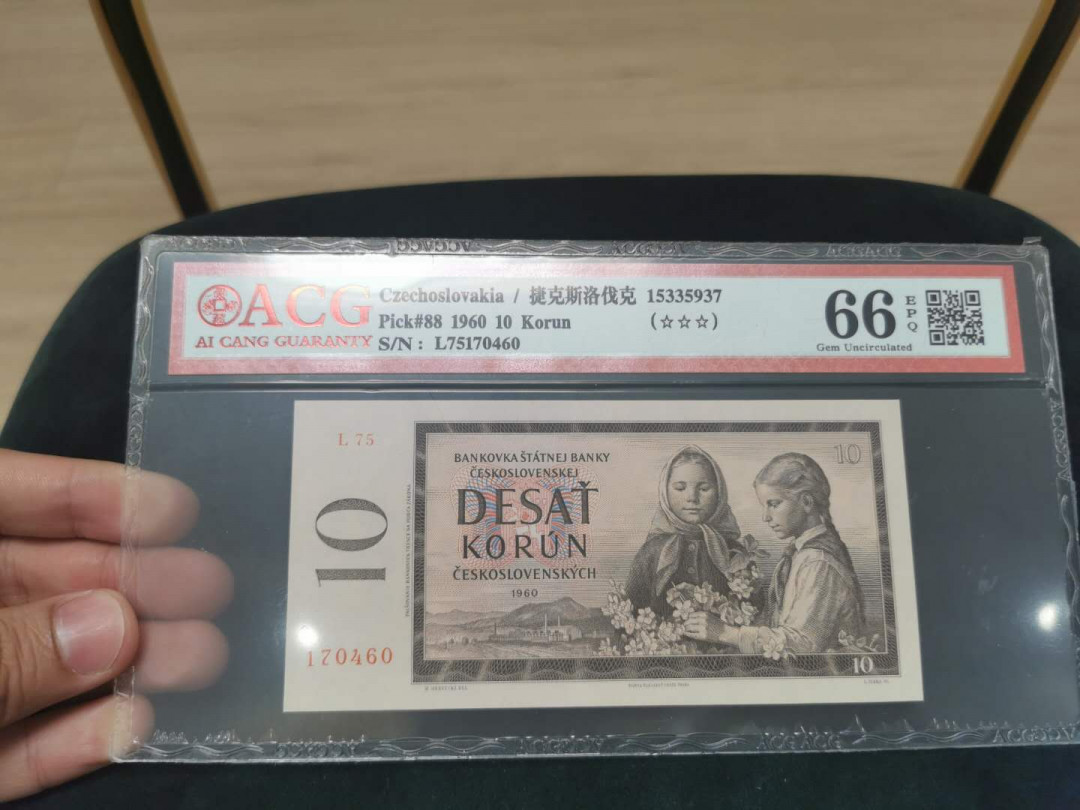 ACG
AI CANG GUARANTY
Czechoslovakia / 捷克斯洛伐克 15335937
Pick#88 1960 10 Korun (☆☆☆)
S/N : L75170460
66
EPQ
Gem Uncirculated
L 75
10
170460
BANKOVKA ŠTÁTNEJ BANKY
ČESKOSLOVENSKEJ
DESAŤ
KORÚN
ČESKOSLOVENSKÝCH
1960
10
10